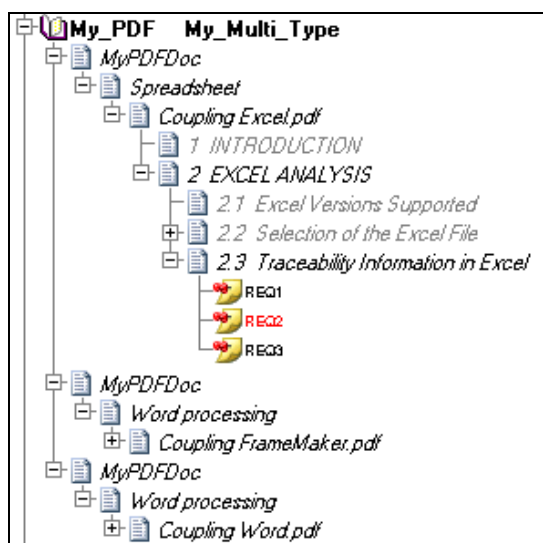 My_PDF My_Multi_Type
MyPDFDoc
Spreadsheet
Coupling Excel.pdf
1 INTRODUCTION
2 EXCEL ANALYSIS
2.1 Excel Versions Supported
2.2 Selection of the Excel File
2.3 Traceability Information in Excel
REQ1
REQ2
REQ3
MyPDFDoc
Word processing
Coupling FrameMaker.pdf
MyPDFDoc
Word processing
Coupling Word.pdf